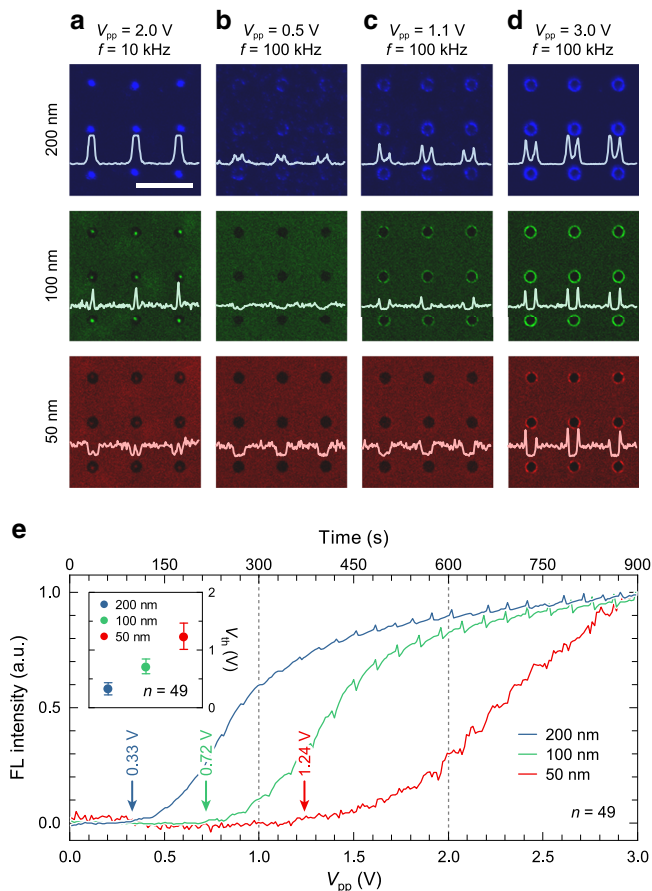 a b c d
Vpp = 2.0 V Vpp = 0.5 V Vpp = 1.1 V Vpp = 3.0 V
f = 10 kHz f = 100 kHz f = 100 kHz f = 100 kHz
200 nm
100 nm
50 nm
e
Time (s)
0 150 300 450 600 750 900
1.0
0.5
0.0
FL intensity (a.u.)
200 nm
100 nm
50 nm
n = 49
2
1
0
Vth (V)
0.33 V
0.72 V
1.24 V
200 nm
100 nm
50 nm
n = 49
0.0 0.5 1.0 1.5 2.0 2.5 3.0
Vpp (V)